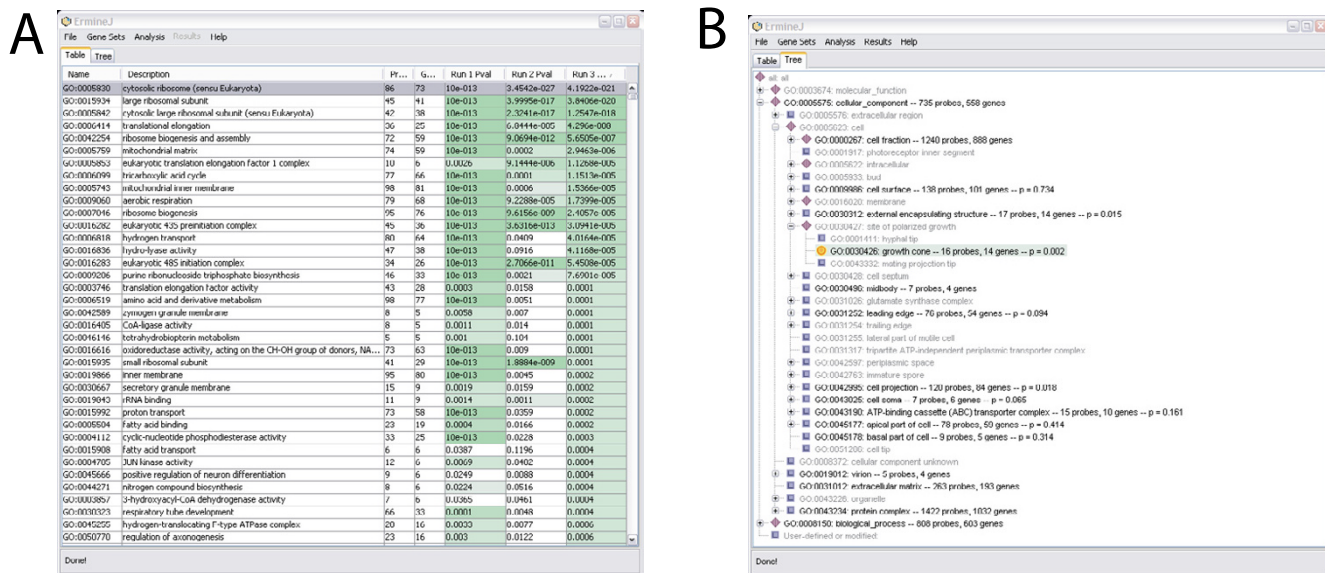 A
ErmineJ
File Gene Sets Analysis Results Help
Table Tree
Name Description Pr... G... Run 1 Pval Run 2 Pval Run 3 ...
GO:0005830 cytosolic ribosome (sensu Eukaryota) 86 73 10e-013 3.4542e-027 4.1922e-021
GO:0015934 large ribosomal subunit 45 41 10e-013 3.9995e-017 3.8406e-020
GO:0005842 cytosolic large ribosomal subunit (sensu Eukaryota) 42 38 10e-013 2.3241e-017 1.2547e-018
GO:0006414 translational elongation 36 25 10e-013 6.0444e-005 4.296e-008
GO:0042254 ribosome biogenesis and assembly 72 59 10e-013 9.0694e-012 5.6505e-007
GO:0005759 mitochondrial matrix 74 59 10e-013 0.0002 2.9463e-006
GO:0005853 eukaryotic translation elongation factor 1 complex 10 6 0.0026 9.1444e-006 1.1268e-005
GO:0006099 tricarboxylic acid cycle 77 66 10e-013 0.0001 1.1513e-005
GO:0005743 mitochondrial inner membrane 98 81 10e-013 0.0006 1.5366e-005
GO:0009060 aerobic respiration 79 68 10e-013 9.2288e-005 1.7399e-005
GO:0007046 ribosome biogenesis 95 76 10e-013 9.6156e-009 2.4057e-005
GO:0016282 eukaryotic 43S preinitiation complex 45 36 10e-013 3.6316e-013 3.0941e-005
GO:0006818 hydrogen transport 80 64 10e-013 0.0409 4.0164e-005
GO:0016836 hydro-lyase activity 47 38 10e-013 0.0916 4.1168e-005
GO:0016283 eukaryotic 48S initiation complex 34 26 10e-013 2.7066e-011 5.4508e-005
GO:0009206 purine ribonucleoside triphosphate biosynthesis 46 33 10e-013 0.0021 7.6901e-005
GO:0003746 translation elongation factor activity 43 28 0.0003 0.0158 0.0001
GO:0006519 amino acid and derivative metabolism 98 77 10e-013 0.0051 0.0001
GO:0042589 zymogen granule membrane 8 5 0.0058 0.007 0.0001
GO:0016405 CoA-ligase activity 8 5 0.0011 0.014 0.0001
GO:0046146 tetrahydrobiopterin metabolism 5 5 0.001 0.104 0.0001
GO:0016616 oxidoreductase activity, acting on the CH-OH group of donors, NA... 73 63 10e-013 0.009 0.0001
GO:0015935 small ribosomal subunit 41 29 10e-013 1.8884e-009 0.0001
GO:0019866 inner membrane 95 80 10e-013 0.0045 0.0002
GO:0030667 secretory granule membrane 15 9 0.0019 0.0159 0.0002
GO:0019843 rRNA binding 11 9 0.0014 0.0011 0.0002
GO:0015992 proton transport 73 58 10e-013 0.0359 0.0002
GO:0005504 fatty acid binding 23 19 0.0004 0.0166 0.0002
GO:0004112 cyclic-nucleotide phosphodiesterase activity 33 25 10e-013 0.0228 0.0003
GO:0015908 fatty acid transport 6 6 0.0387 0.1196 0.0004
GO:0004705 JUN kinase activity 12 6 0.0069 0.0402 0.0004
GO:0045666 positive regulation of neuron differentiation 9 6 0.0249 0.0088 0.0004
GO:0044271 nitrogen compound biosynthesis 8 6 0.0224 0.0516 0.0004
GO:0003857 3-hydroxyacyl-CoA dehydrogenase activity 7 6 0.0365 0.0461 0.0004
GO:0030323 respiratory tube development 66 33 0.0001 0.0048 0.0004
GO:0045255 hydrogen-translocating F-type ATPase complex 20 16 0.0033 0.0077 0.0006
GO:0050770 regulation of axonogenesis 23 16 0.003 0.0122 0.0006
Done!
B
ErmineJ
File Gene Sets Analysis Results Help
Table Tree
all: all
GO:0003674: molecular_function
GO:0005575: cellular_component -- 735 probes, 558 genes
GO:0005576: extracellular region
GO:0005623: cell
GO:0000267: cell fraction -- 1240 probes, 888 genes
GO:0001917: photoreceptor inner segment
GO:0005622: intracellular
GO:0005933: bud
GO:0009986: cell surface -- 138 probes, 101 genes -- p = 0.734
GO:0016020: membrane
GO:0030312: external encapsulating structure -- 17 probes, 14 genes -- p = 0.015
GO:0030427: site of polarized growth
GO:0001411: hyphal tip
GO:0030426: growth cone -- 16 probes, 14 genes -- p = 0.002
GO:0043332: mating projection tip
GO:0030428: cell septum
GO:0030496: midbody -- 7 probes, 4 genes
GO:0031026: glutamate synthase complex
GO:0031252: leading edge -- 76 probes, 54 genes -- p = 0.094
GO:0031254: trailing edge
GO:0031255: lateral part of motile cell
GO:0031317: tripartite ATP-independent periplasmic transporter complex
GO:0042597: periplasmic space
GO:0042763: immature spore
GO:0042995: cell projection -- 120 probes, 84 genes -- p = 0.018
GO:0043025: cell soma -- 7 probes, 6 genes -- p = 0.065
GO:0043190: ATP-binding cassette (ABC) transporter complex -- 15 probes, 10 genes -- p = 0.161
GO:0045177: apical part of cell -- 78 probes, 59 genes -- p = 0.414
GO:0045178: basal part of cell -- 9 probes, 5 genes -- p = 0.314
GO:0051286: cell tip
GO:0008372: cellular component unknown
GO:0019012: virion -- 5 probes, 4 genes
GO:0031012: extracellular matrix -- 263 probes, 193 genes
GO:0043226: organelle
GO:0043234: protein complex -- 1422 probes, 1032 genes
GO:0008150: biological_process -- 808 probes, 603 genes
User-defined or modified:
Done!